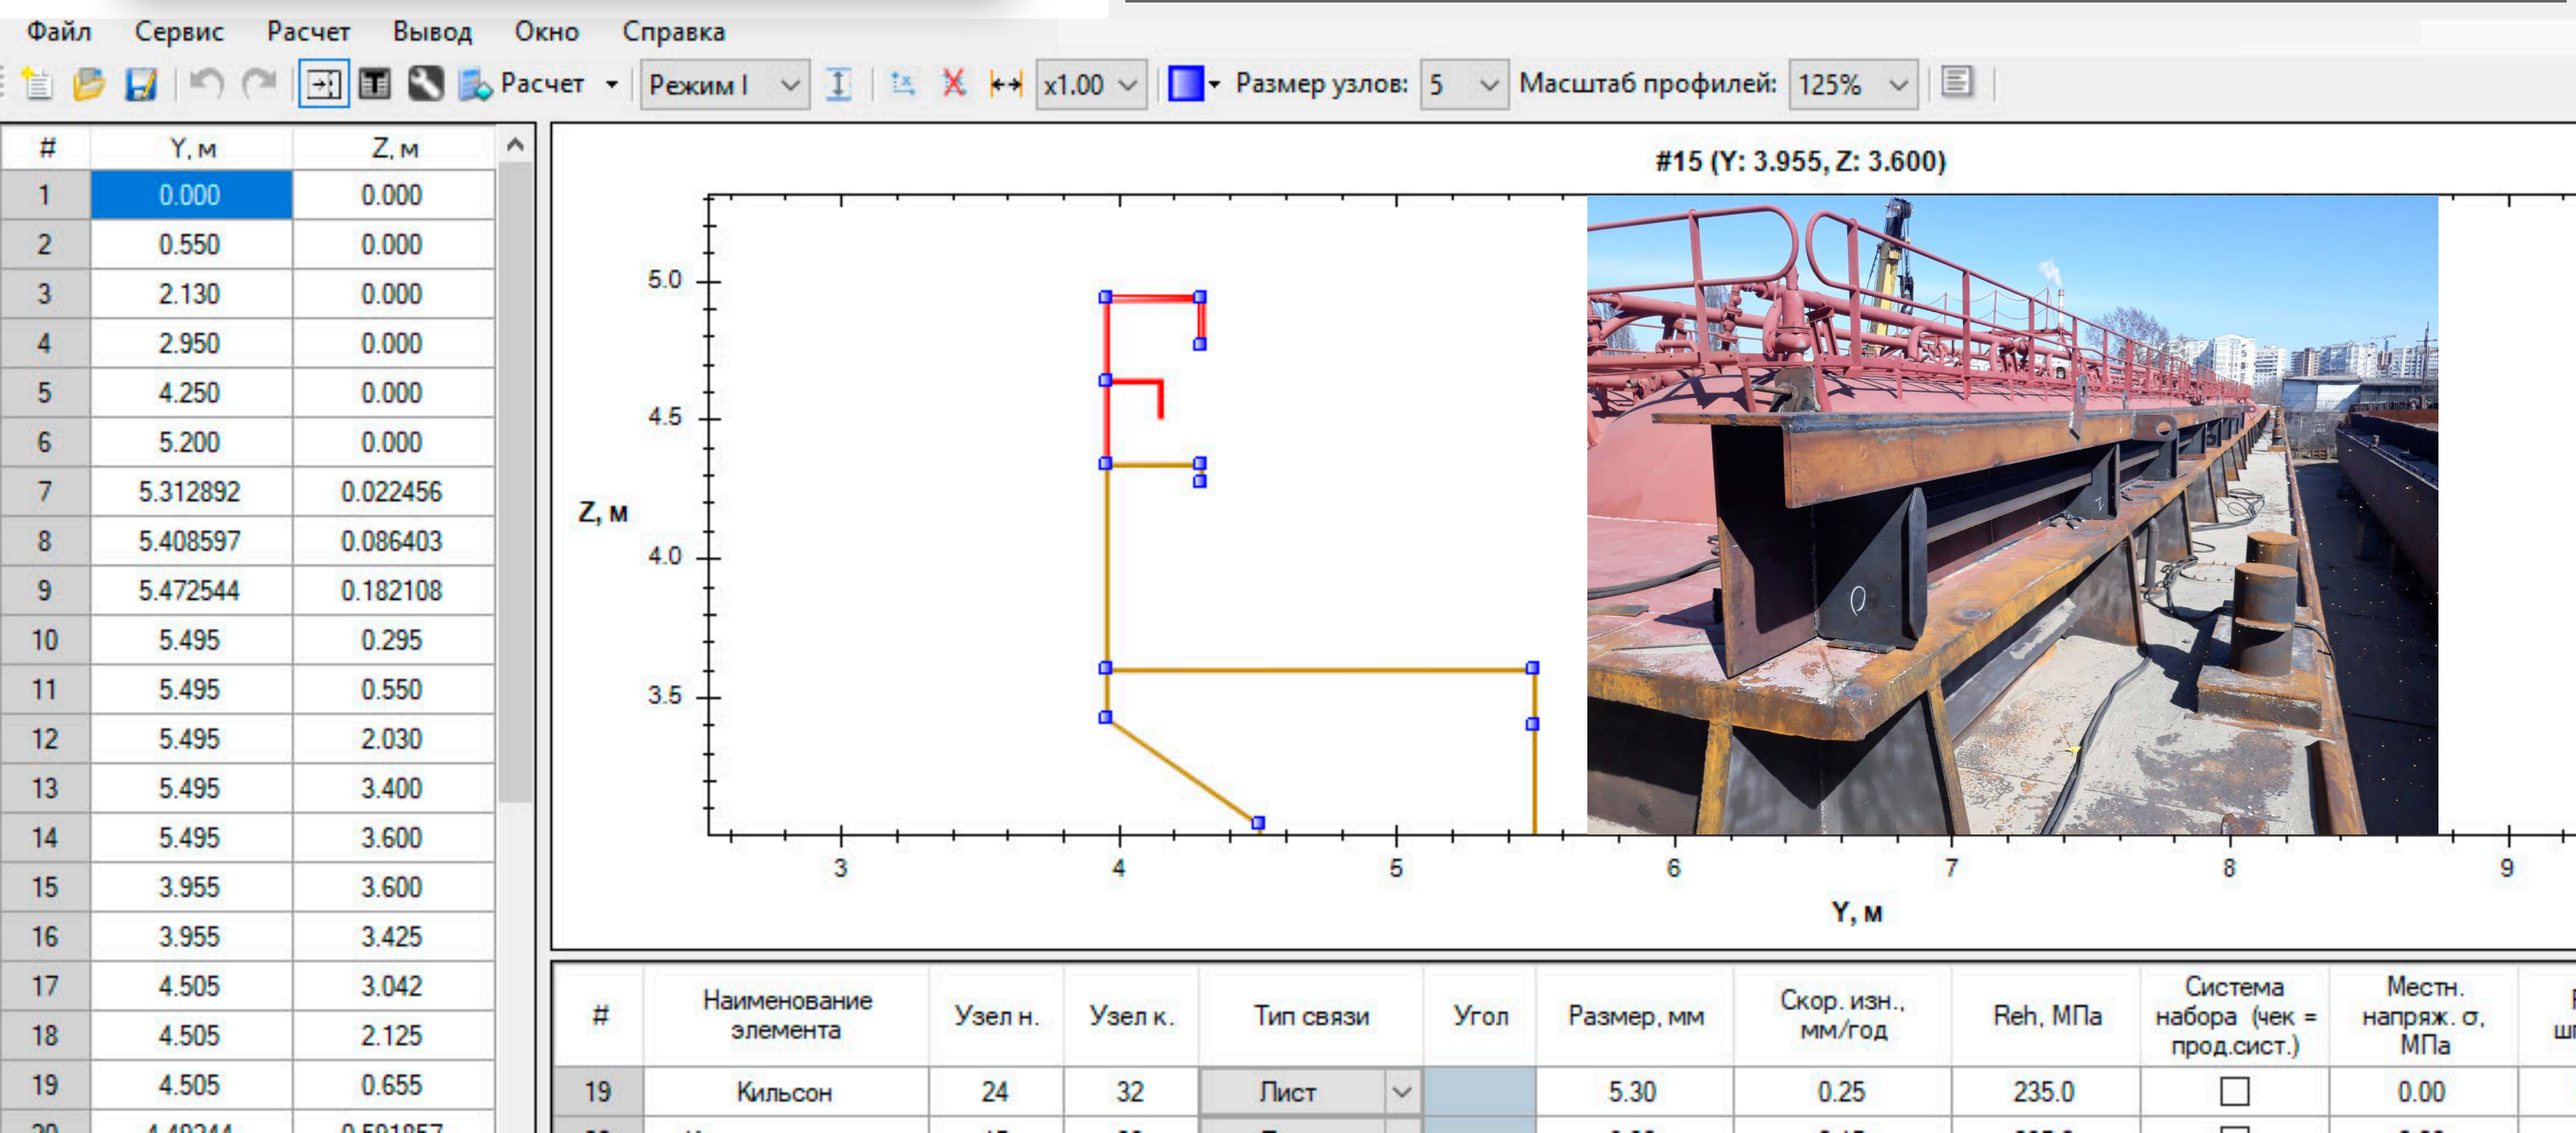 Файл Сервис Расчет Вывод Окно Справка
Расчет Режим I x1.00 Размер узлов: 5 Масштаб профилей: 125%
# Y, м Z, м
1 0.000 0.000
2 0.550 0.000
3 2.130 0.000
4 2.950 0.000
5 4.250 0.000
6 5.200 0.000
7 5.312892 0.022456
8 5.408597 0.086403
9 5.472544 0.182108
10 5.495 0.295
11 5.495 0.550
12 5.495 2.030
13 5.495 3.400
14 5.495 3.600
15 3.955 3.600
16 3.955 3.425
17 4.505 3.042
18 4.505 2.125
19 4.505 0.655
#15 (Y: 3.955, Z: 3.600)
5.0
4.5
Z, м
4.0
3.5
3 4 5 6 7 8 9
Y, м
# Наименование элемента Узел н. Узел к. Тип связи Угол Размер, мм Скор. изн., мм/год Reh, МПа Система набора (чек = прод.сист.) Местн. напряж. σ, МПа
19 Кильсон 24 32 Лист 5.30 0.25 235.0 0.00